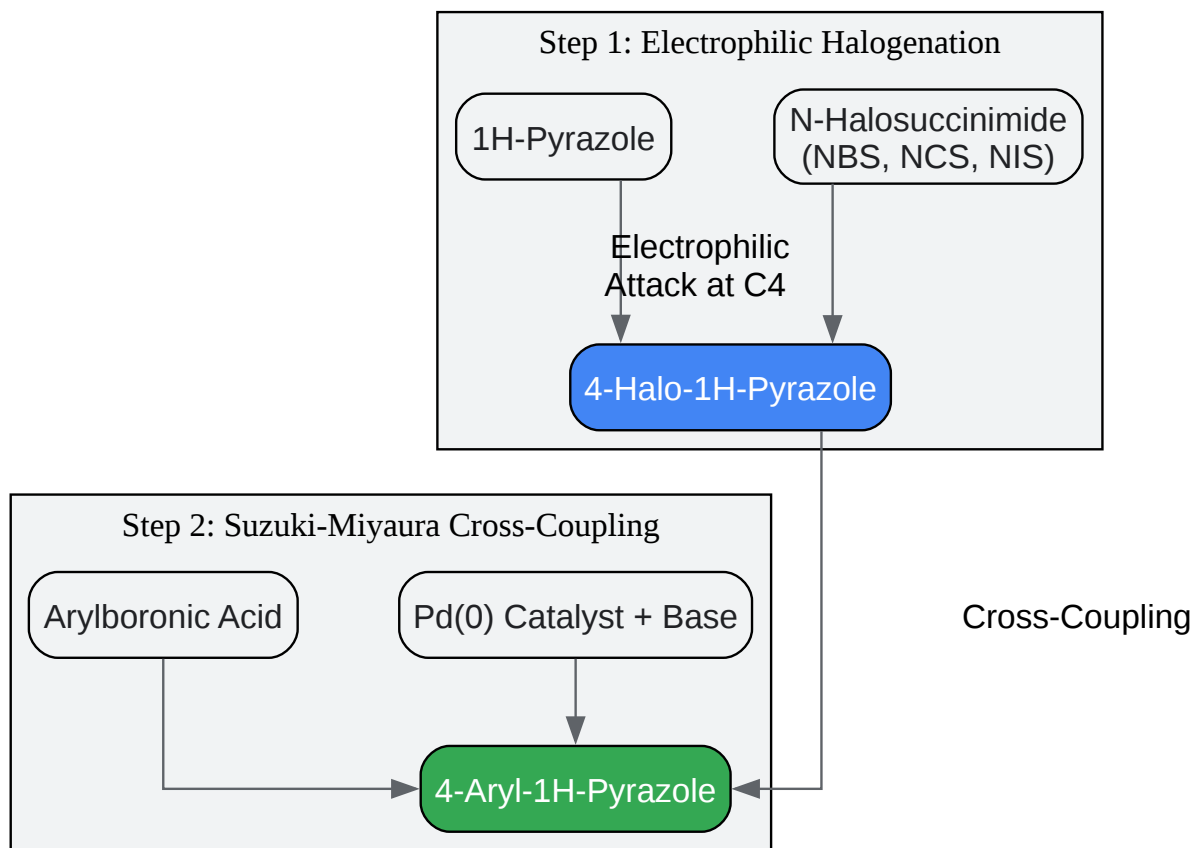 Step 1: Electrophilic Halogenation
1H-Pyrazole
N-Halosuccinimide
(NBS, NCS, NIS)
Electrophilic
Attack at C4
4-Halo-1H-Pyrazole
Step 2: Suzuki-Miyaura Cross-Coupling
Arylboronic Acid
Pd(0) Catalyst + Base
Cross-Coupling
4-Aryl-1H-Pyrazole